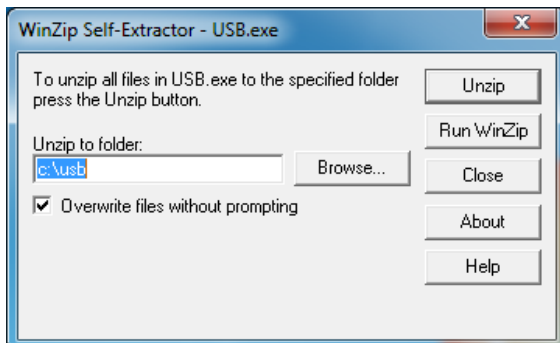 WinZip Self-Extractor - USB.exe
To unzip all files in USB.exe to the specified folder
press the Unzip button.
Unzip to folder:
c:\usb
Browse...
Overwrite files without prompting
Unzip
Run WinZip
Close
About
Help